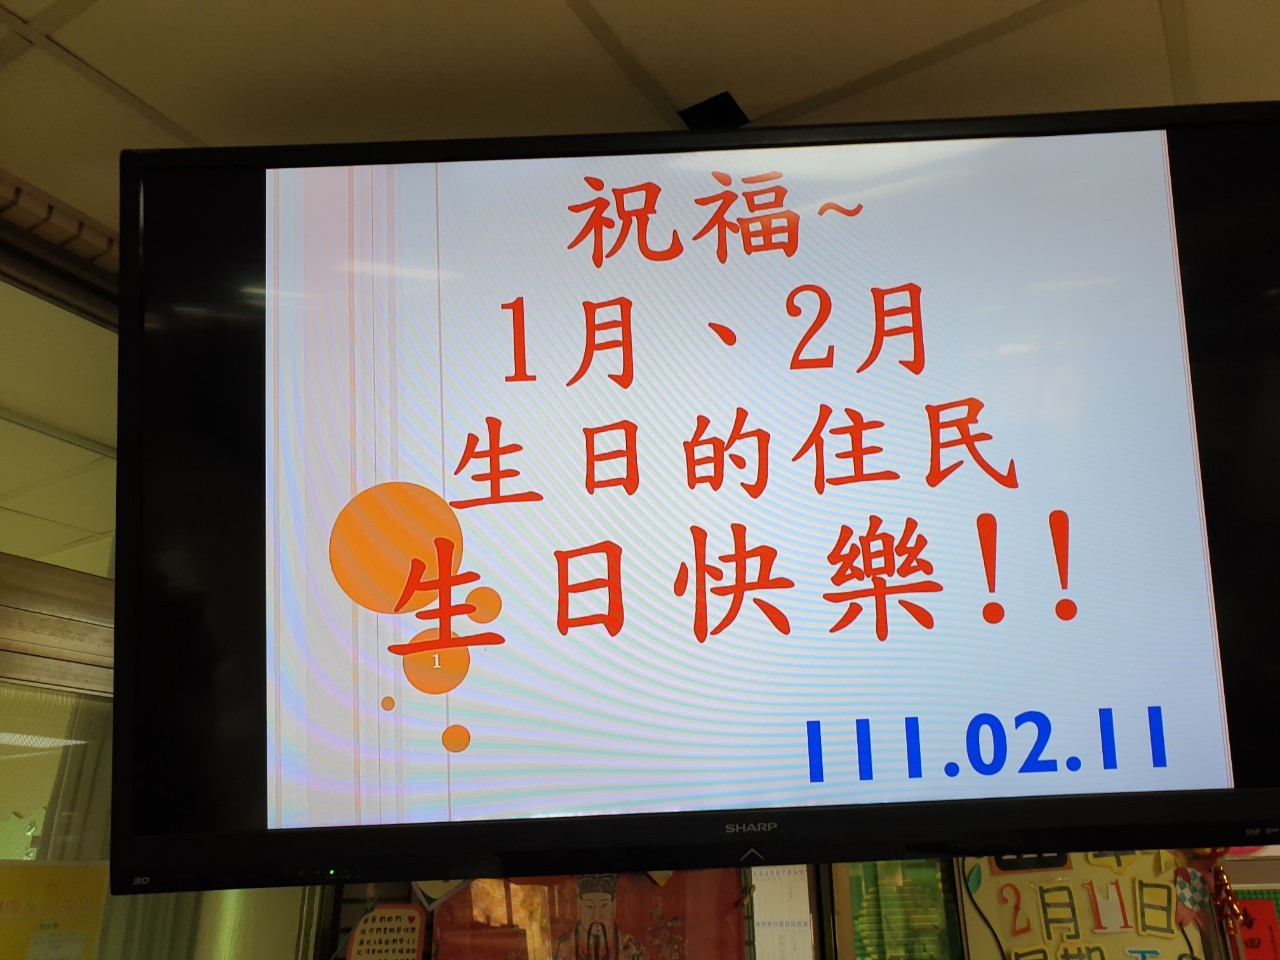 祝福~
1月、2月
生日的住民
生日快樂!!
1
111.02.11
SHARP
3D
2月11日